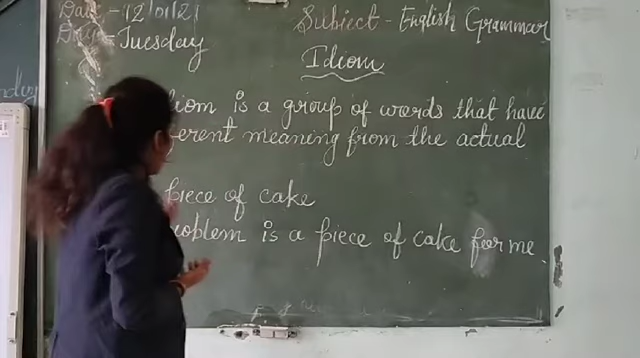 Date - 12/01/21
Subject - English Grammar
Day - Tuesday
Idiom
is a group of words that have
meaning from the actual
piece of cake
is a piece of cake for me.